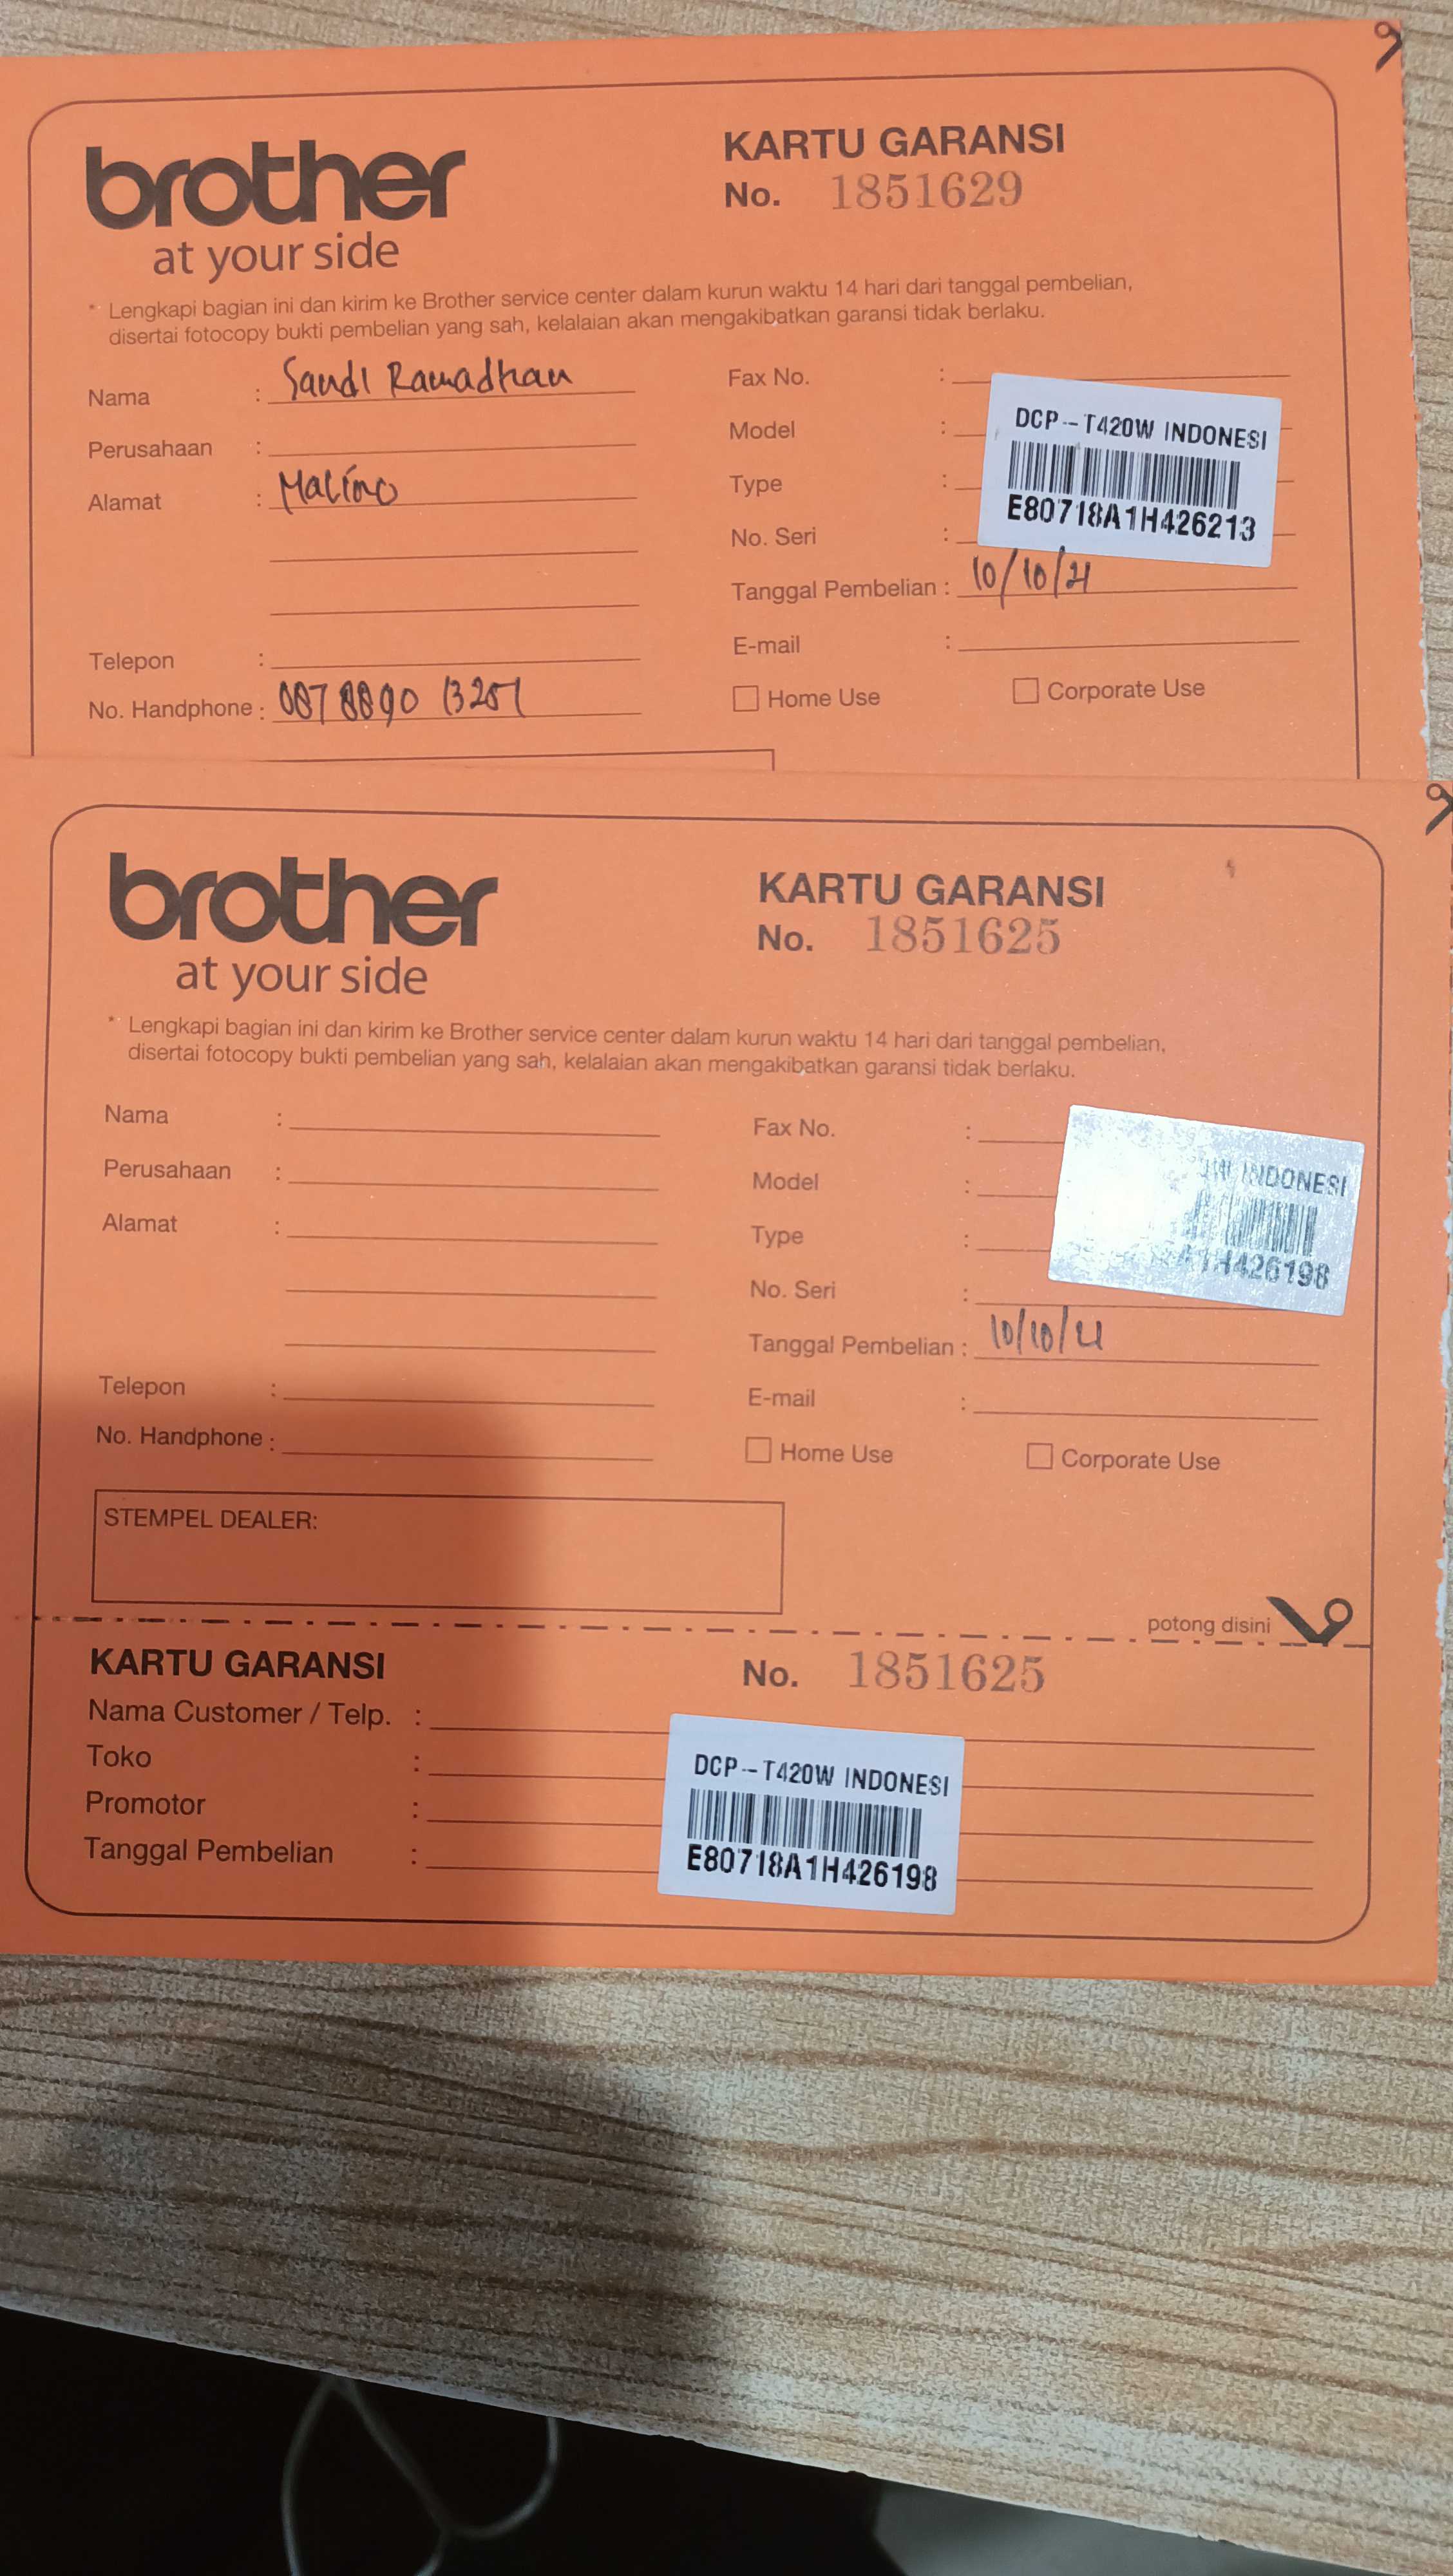 brother
at your side
KARTU GARANSI
No. 1851629
* Lengkapi bagian ini dan kirim ke Brother service center dalam kurun waktu 14 hari dari tanggal pembelian,
disertai fotocopy bukti pembelian yang sah, kelalaian akan mengakibatkan garansi tidak berlaku.
Nama : Sandi Ramadhan
Perusahaan :
Alamat : Malino
Telepon :
No. Handphone : 087 8890 13251
Fax No. :
Model :
Type :
No. Seri :
DCP--T420W INDONESI
E80718A1H426213
Tanggal Pembelian : 10/10/21
E-mail :
Home Use
Corporate Use
brother
at your side
KARTU GARANSI
No. 1851625
* Lengkapi bagian ini dan kirim ke Brother service center dalam kurun waktu 14 hari dari tanggal pembelian,
disertai fotocopy bukti pembelian yang sah, kelalaian akan mengakibatkan garansi tidak berlaku.
Nama :
Perusahaan :
Alamat :
Telepon :
No. Handphone :
Fax No. :
Model :
Type :
No. Seri :
INDONESI
A1H426198
Tanggal Pembelian : 10/10/21
E-mail :
Home Use
Corporate Use
STEMPEL DEALER:
potong disini
KARTU GARANSI
No. 1851625
Nama Customer / Telp. :
Toko :
Promotor :
Tanggal Pembelian :
DCP--T420W INDONESI
E80718A1H426198